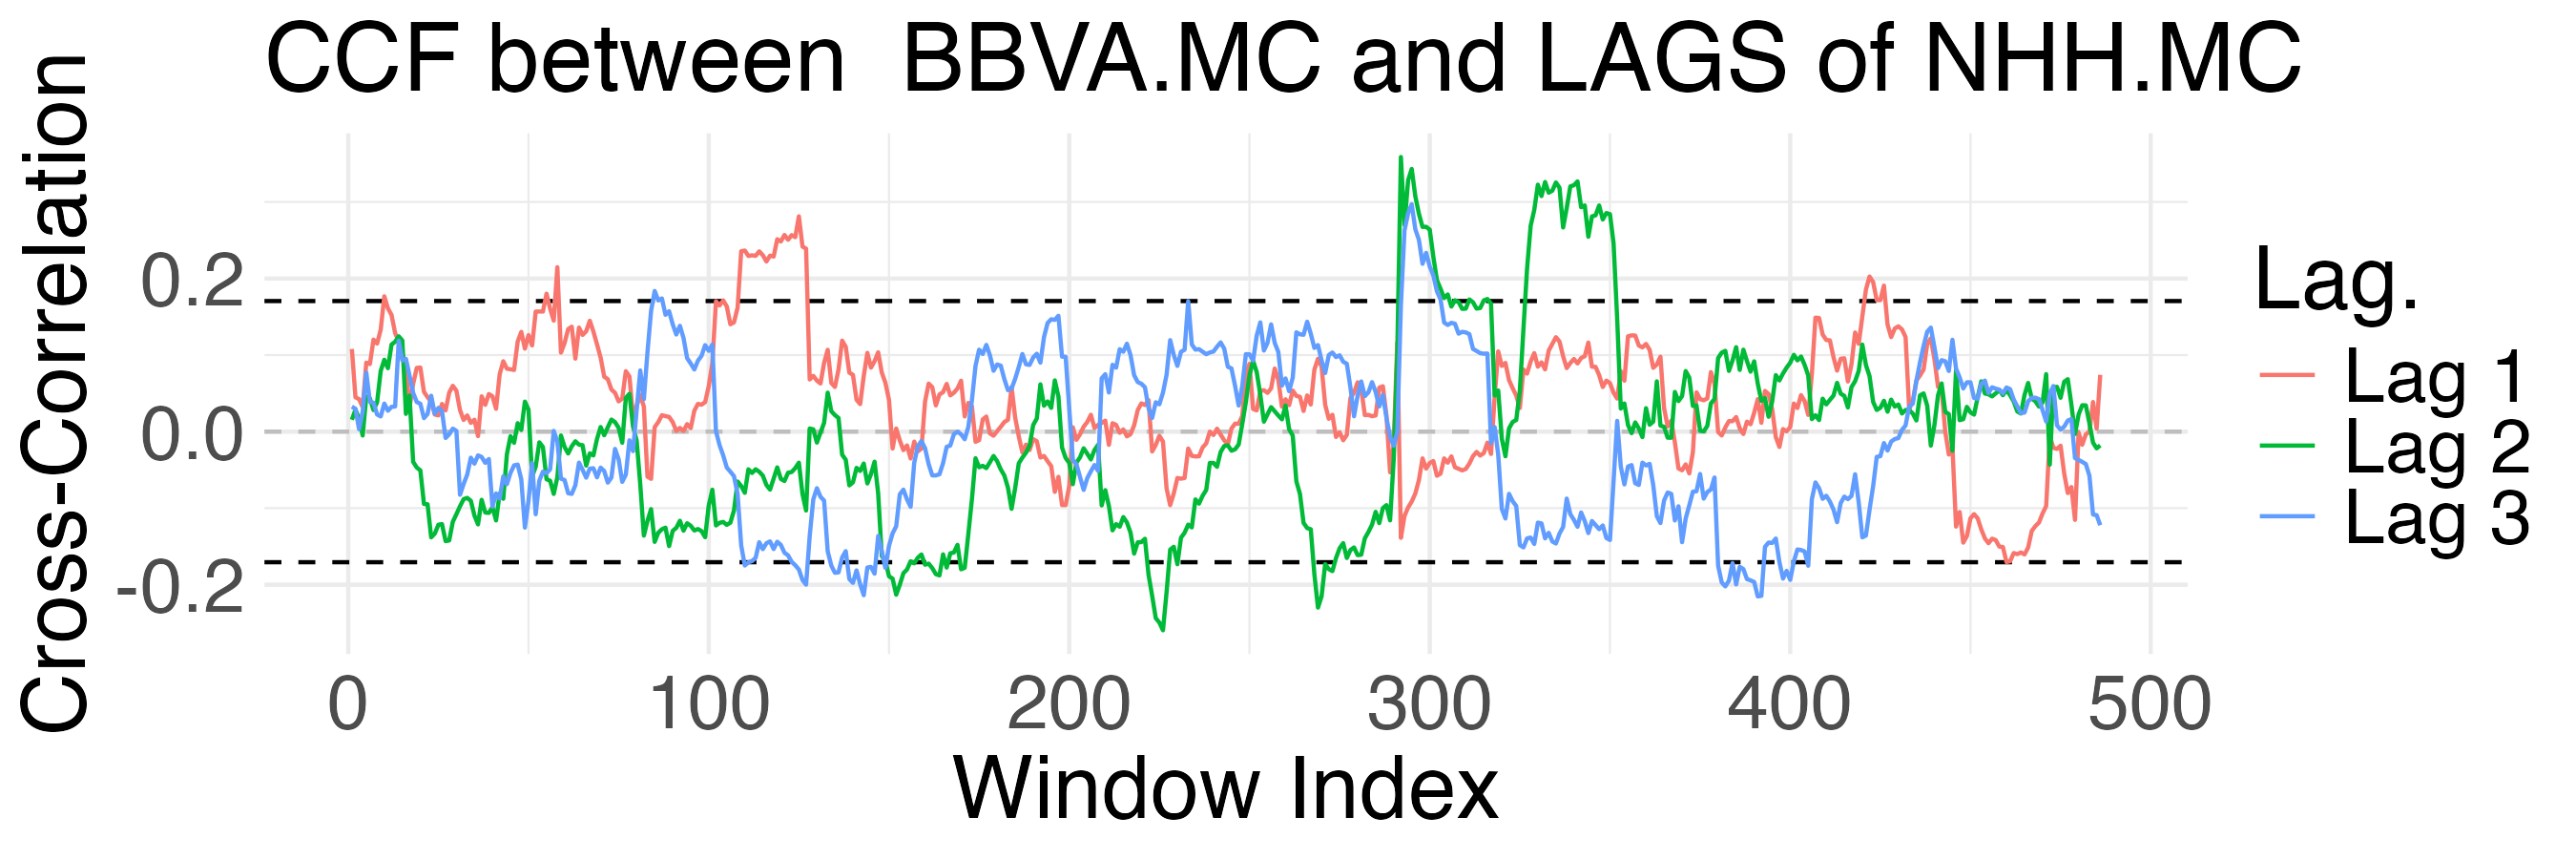 CCF between  BBVA.MC and LAGS of NHH.MC
Cross-Correlation
0.2
0.0
-0.2
0 100 200 300 400 500
Window Index
Lag.
Lag 1
Lag 2
Lag 3